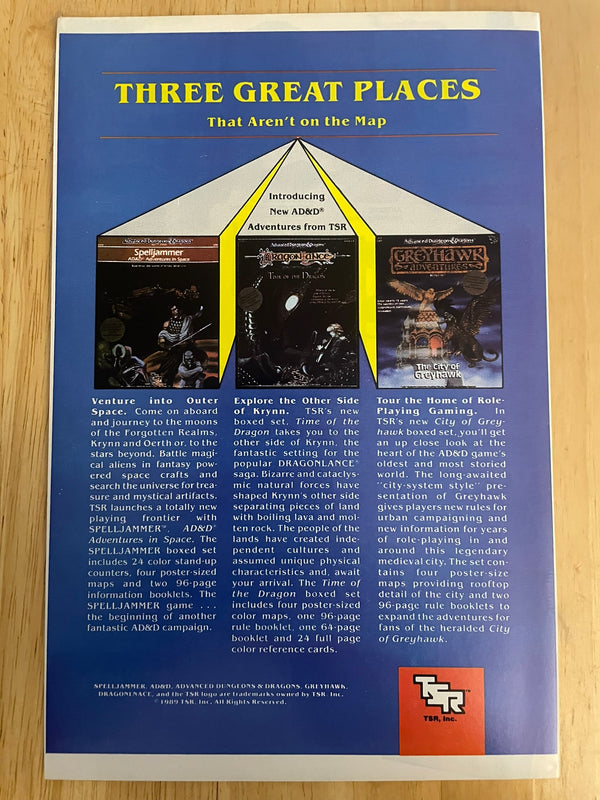 THREE GREAT PLACES
That Aren't on the Map
Introducing
New AD&D®
Adventures from TSR
Advanced Dungeons & Dragons
Spelljammer
AD&D Adventures in Space
Advanced Dungeons & Dragons
DRAGONLANCE
TIME OF THE DRAGON
Advanced Dungeons & Dragons
GREYHAWK
ADVENTURES
The City of
Greyhawk
Venture into Outer
Space. Come on aboard
and journey to the moons
of the Forgotten Realms,
Krynn and Oerth or, to the
stars beyond. Battle magi-
cal aliens in fantasy pow-
ered space crafts and
search the universe for trea-
sure and mystical artifacts.
TSR launches a totally new
playing frontier with
SPELLJAMMER™, AD&D
Adventures in Space. The
SPELLJAMMER boxed set
includes 24 color stand-up
counters, four poster-sized
maps and two 96-page
information booklets. The
SPELLJAMMER game . . .
the beginning of another
fantastic AD&D campaign.
Explore the Other Side
of Krynn. TSR's new
boxed set, Time of the
Dragon takes you to the
other side of Krynn, the
fantastic setting for the
popular DRAGONLANCE®
saga. Bizarre and cataclys-
mic natural forces have
shaped Krynn's other side
separating pieces of land
with boiling lava and mol-
ten rock. The people of the
lands have created inde-
pendent cultures and
assumed unique physical
characteristics and, await
your arrival. The Time of
the Dragon boxed set
includes four poster-sized
color maps, one 96-page
rule booklet, one 64-page
booklet and 24 full page
color reference cards.
Tour the Home of Role-
Playing Gaming. In
TSR's new City of Grey-
hawk boxed set, you'll get
an up close look at the
heart of the AD&D game's
oldest and most storied
world. The long-awaited
"city-system style" pre-
sentation of Greyhawk
gives players new rules for
urban campaigning and
new information for years
of role-playing in and
around this legendary
medieval city. The set con-
tains four poster-size
maps providing rooftop
detail of the city and two
96-page rule booklets to
expand the adventures for
fans of the heralded City
of Greyhawk.
SPELLJAMMER, AD&D, ADVANCED DUNGEONS & DRAGONS, GREYHAWK,
DRAGONLNACE, and the TSR logo are trademarks owned by TSR, Inc.
©1989 TSR, Inc. All Rights Reserved.
TSR™
TSR, Inc.